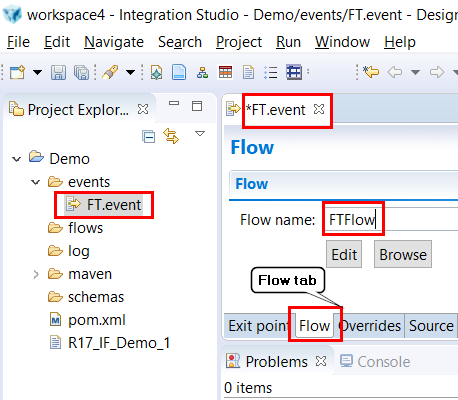 workspace4 - Integration Studio - Demo/events/FT.event - Design
File Edit Navigate Search Project Run Window Help
Project Explor...
*FT.event
Demo
events
FT.event
flows
log
maven
schemas
pom.xml
R17_IF_Demo_1
Flow
Flow
Flow name: FTFlow
Edit Browse
Flow tab
Exit point Flow Overrides Source
Problems Console
0 items